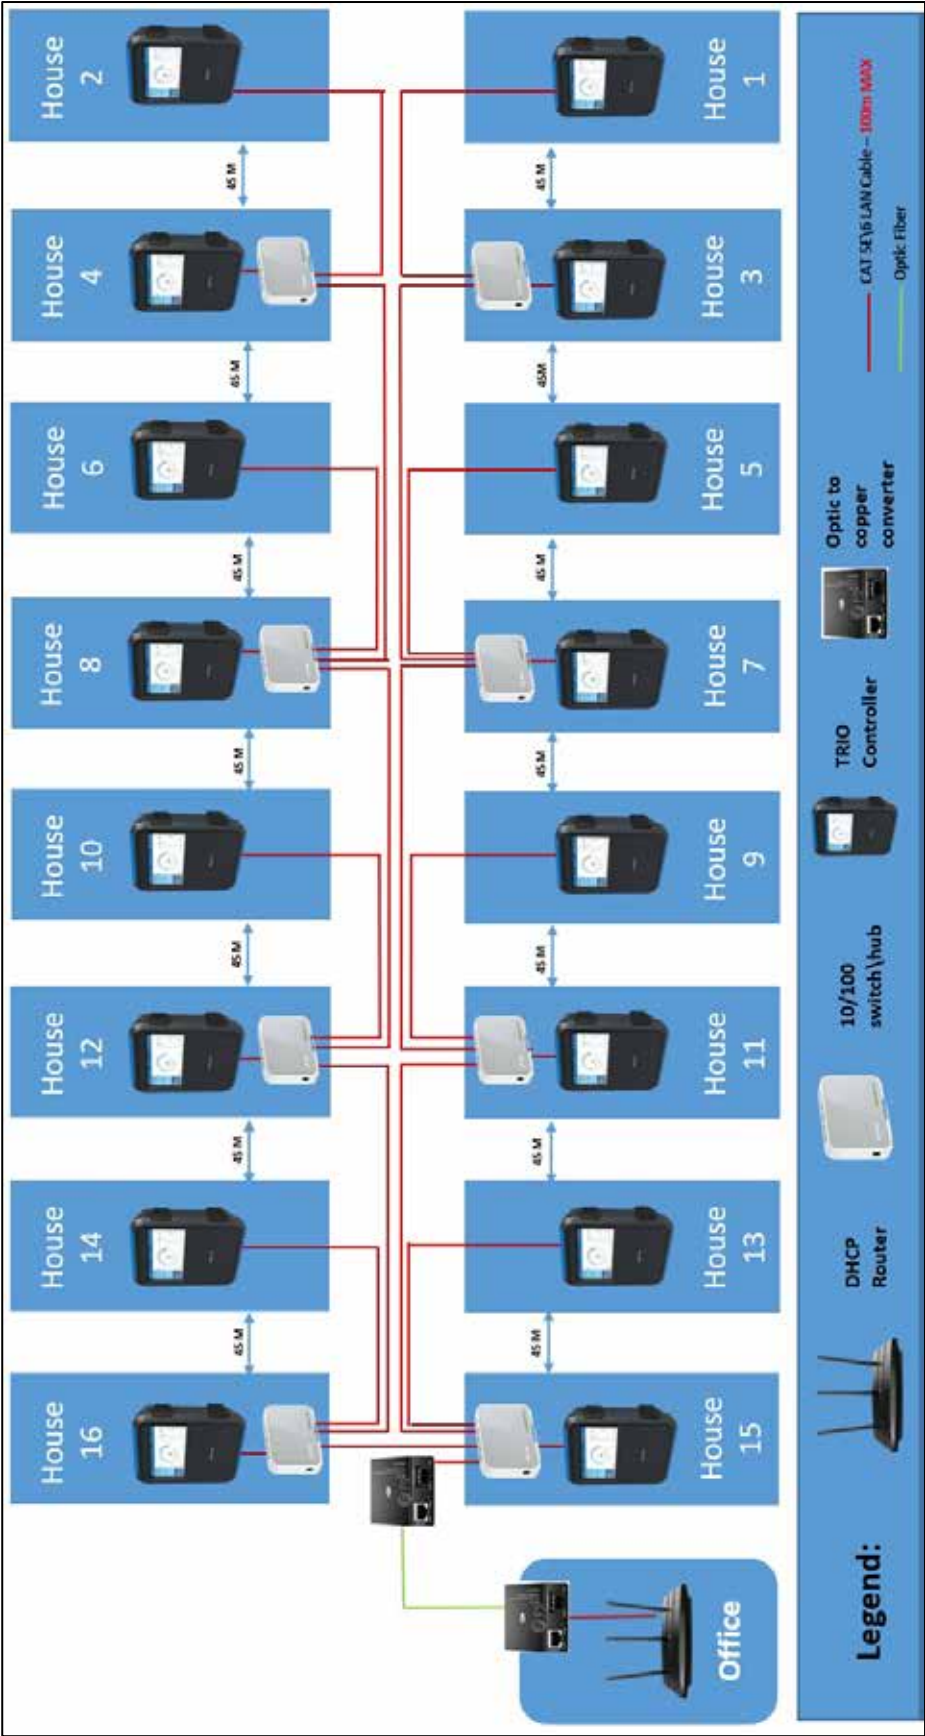 House
2
House
4
House
6
House
8
House
10
House
12
House
14
House
16
45 M
45 M
45 M
45 M
45 M
45 M
45 M
House
1
House
3
House
5
House
7
House
9
House
11
House
13
House
15
45 M
45M
45 M
45 M
45 M
45 M
45 M
Office
Legend:
DHCP
Router
10/100
switch\hub
TRIO
Controller
Optic to
copper
converter
CAT 5E\6 LAN Cable – 100m MAX
Optic Fiber